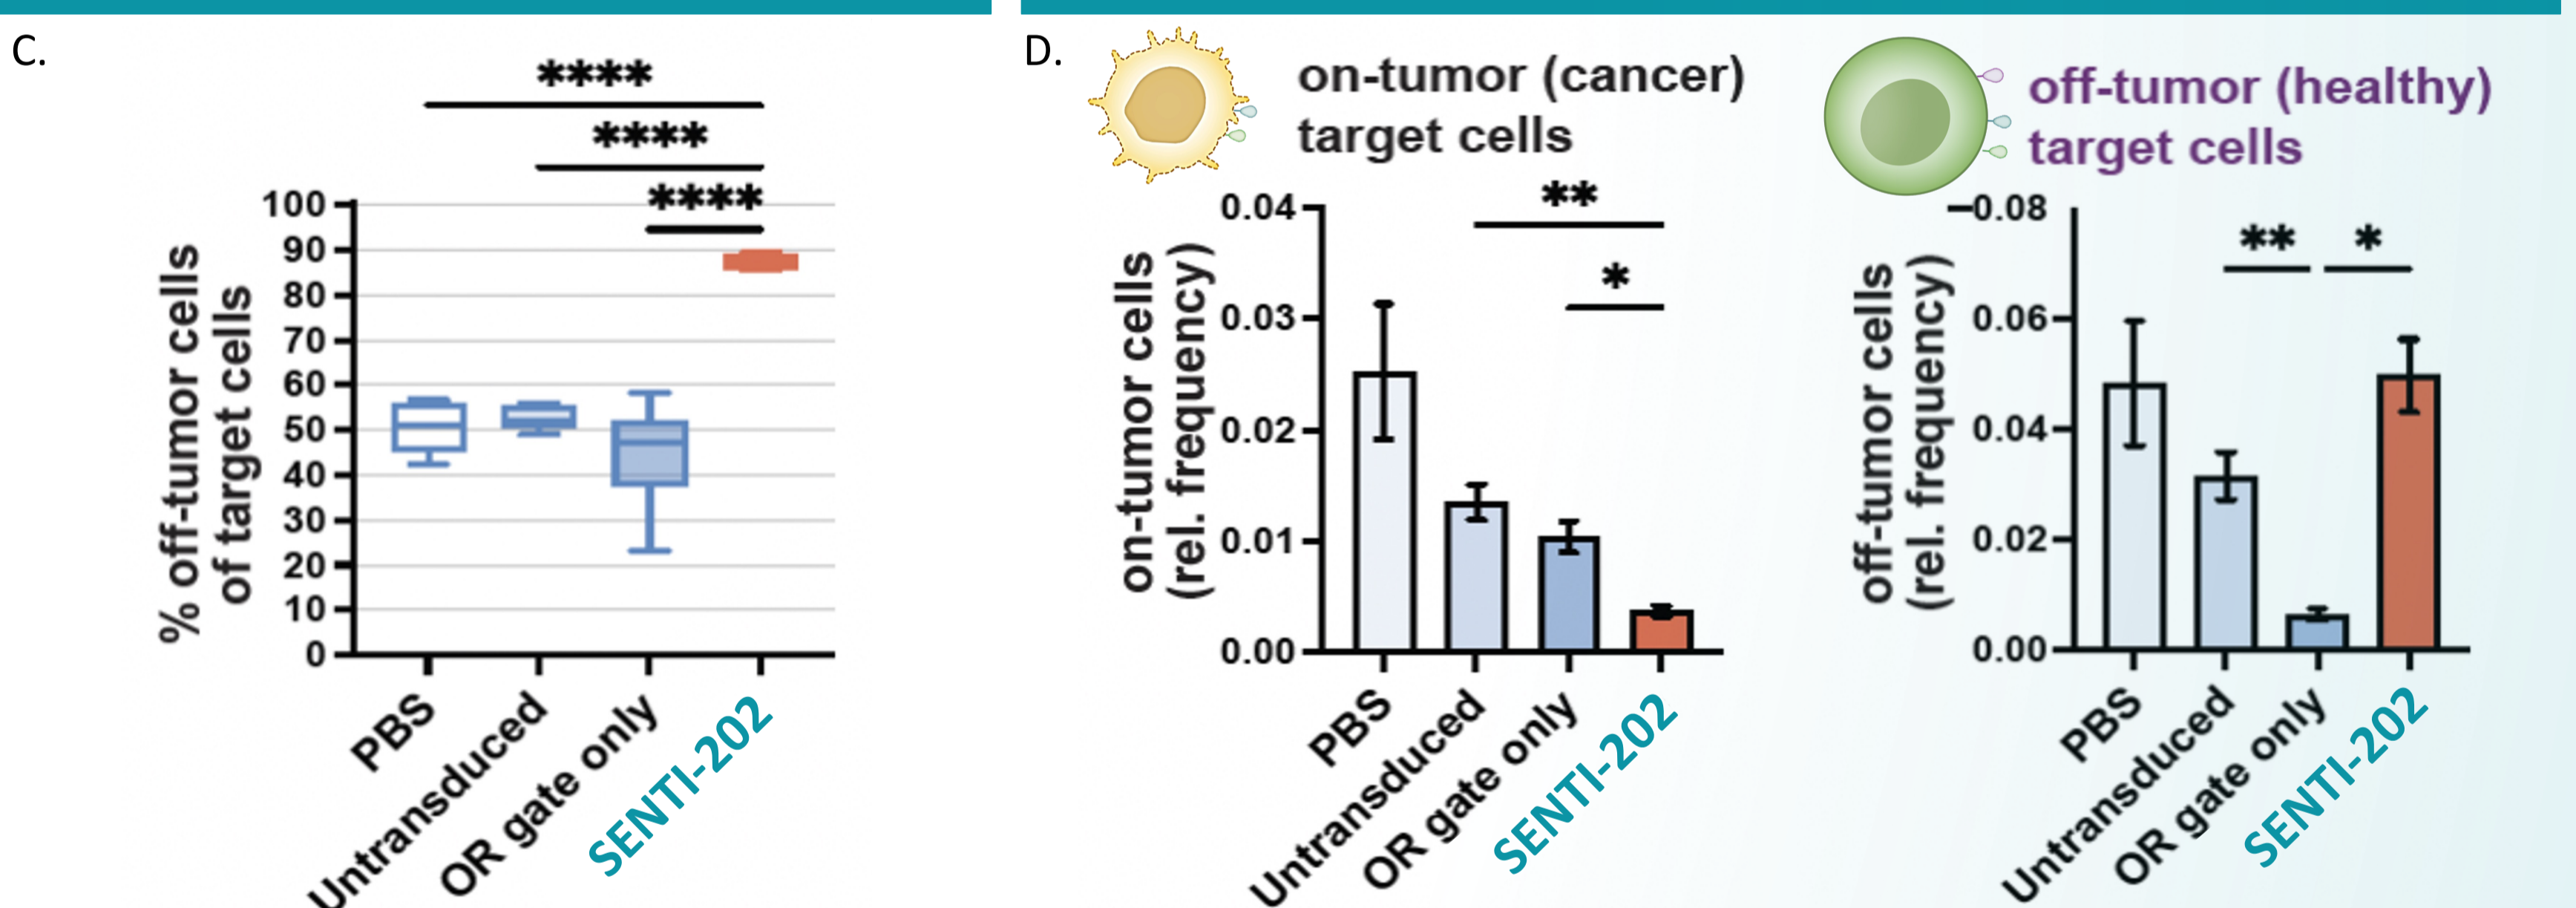 C.
****
****
****
% off-tumor cells
of target cells
100
90
80
70
60
50
40
30
20
10
0
PBS
Untransduced
OR gate only
SENTI-202
D.
on-tumor (cancer)
target cells
on-tumor cells
(rel. frequency)
0.04
0.03
0.02
0.01
0.00
**
*
PBS
Untransduced
OR gate only
SENTI-202
off-tumor (healthy)
target cells
off-tumor cells
(rel. frequency)
0.08
0.06
0.04
0.02
0.00
**
*
PBS
Untransduced
OR gate only
SENTI-202